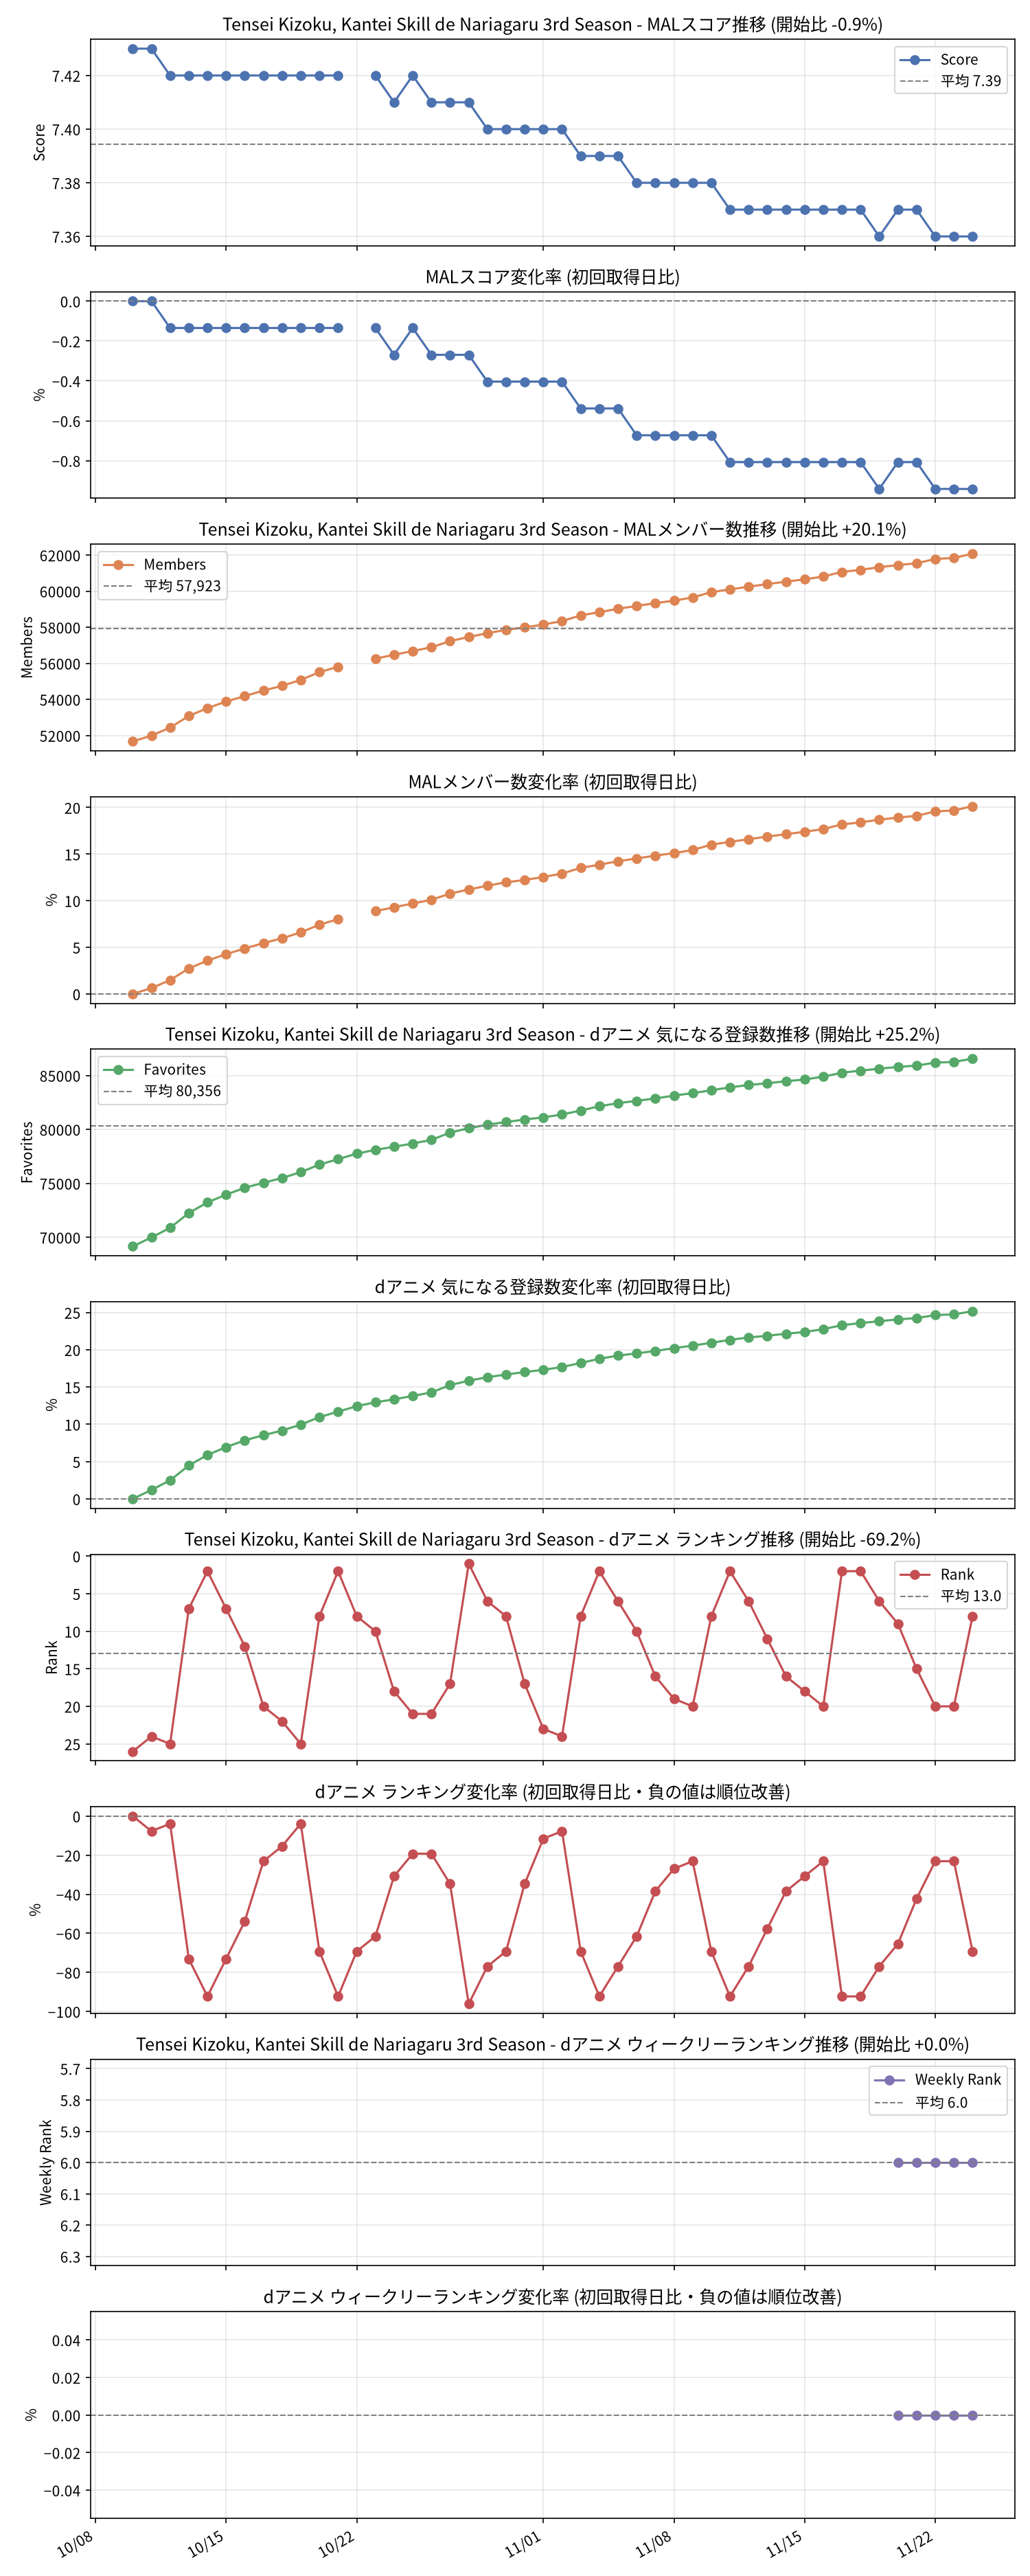 Tensei Kizoku, Kantei Skill de Nariagaru 3rd Season - MALスコア推移 (開始比 -0.9%)
Score
平均 7.39
7.42
7.40
7.38
7.36
Score
MALスコア変化率 (初回取得日比)
0.0
−0.2
−0.4
−0.6
−0.8
%
Tensei Kizoku, Kantei Skill de Nariagaru 3rd Season - MALメンバー数推移 (開始比 +20.1%)
Members
平均 57,923
62000
60000
58000
56000
54000
52000
Members
MALメンバー数変化率 (初回取得日比)
20
15
10
5
0
%
Tensei Kizoku, Kantei Skill de Nariagaru 3rd Season - dアニメ 気になる登録数推移 (開始比 +25.2%)
Favorites
平均 80,356
85000
80000
75000
70000
Favorites
dアニメ 気になる登録数変化率 (初回取得日比)
25
20
15
10
5
0
%
Tensei Kizoku, Kantei Skill de Nariagaru 3rd Season - dアニメ ランキング推移 (開始比 -69.2%)
Rank
平均 13.0
0
5
10
15
20
25
Rank
dアニメ ランキング変化率 (初回取得日比・負の値は順位改善)
0
−20
−40
−60
−80
−100
%
Tensei Kizoku, Kantei Skill de Nariagaru 3rd Season - dアニメ ウィークリーランキング推移 (開始比 +0.0%)
Weekly Rank
平均 6.0
5.7
5.8
5.9
6.0
6.1
6.2
6.3
Weekly Rank
dアニメ ウィークリーランキング変化率 (初回取得日比・負の値は順位改善)
0.04
0.02
0.00
−0.02
−0.04
%
10/08
10/15
10/22
11/01
11/08
11/15
11/22